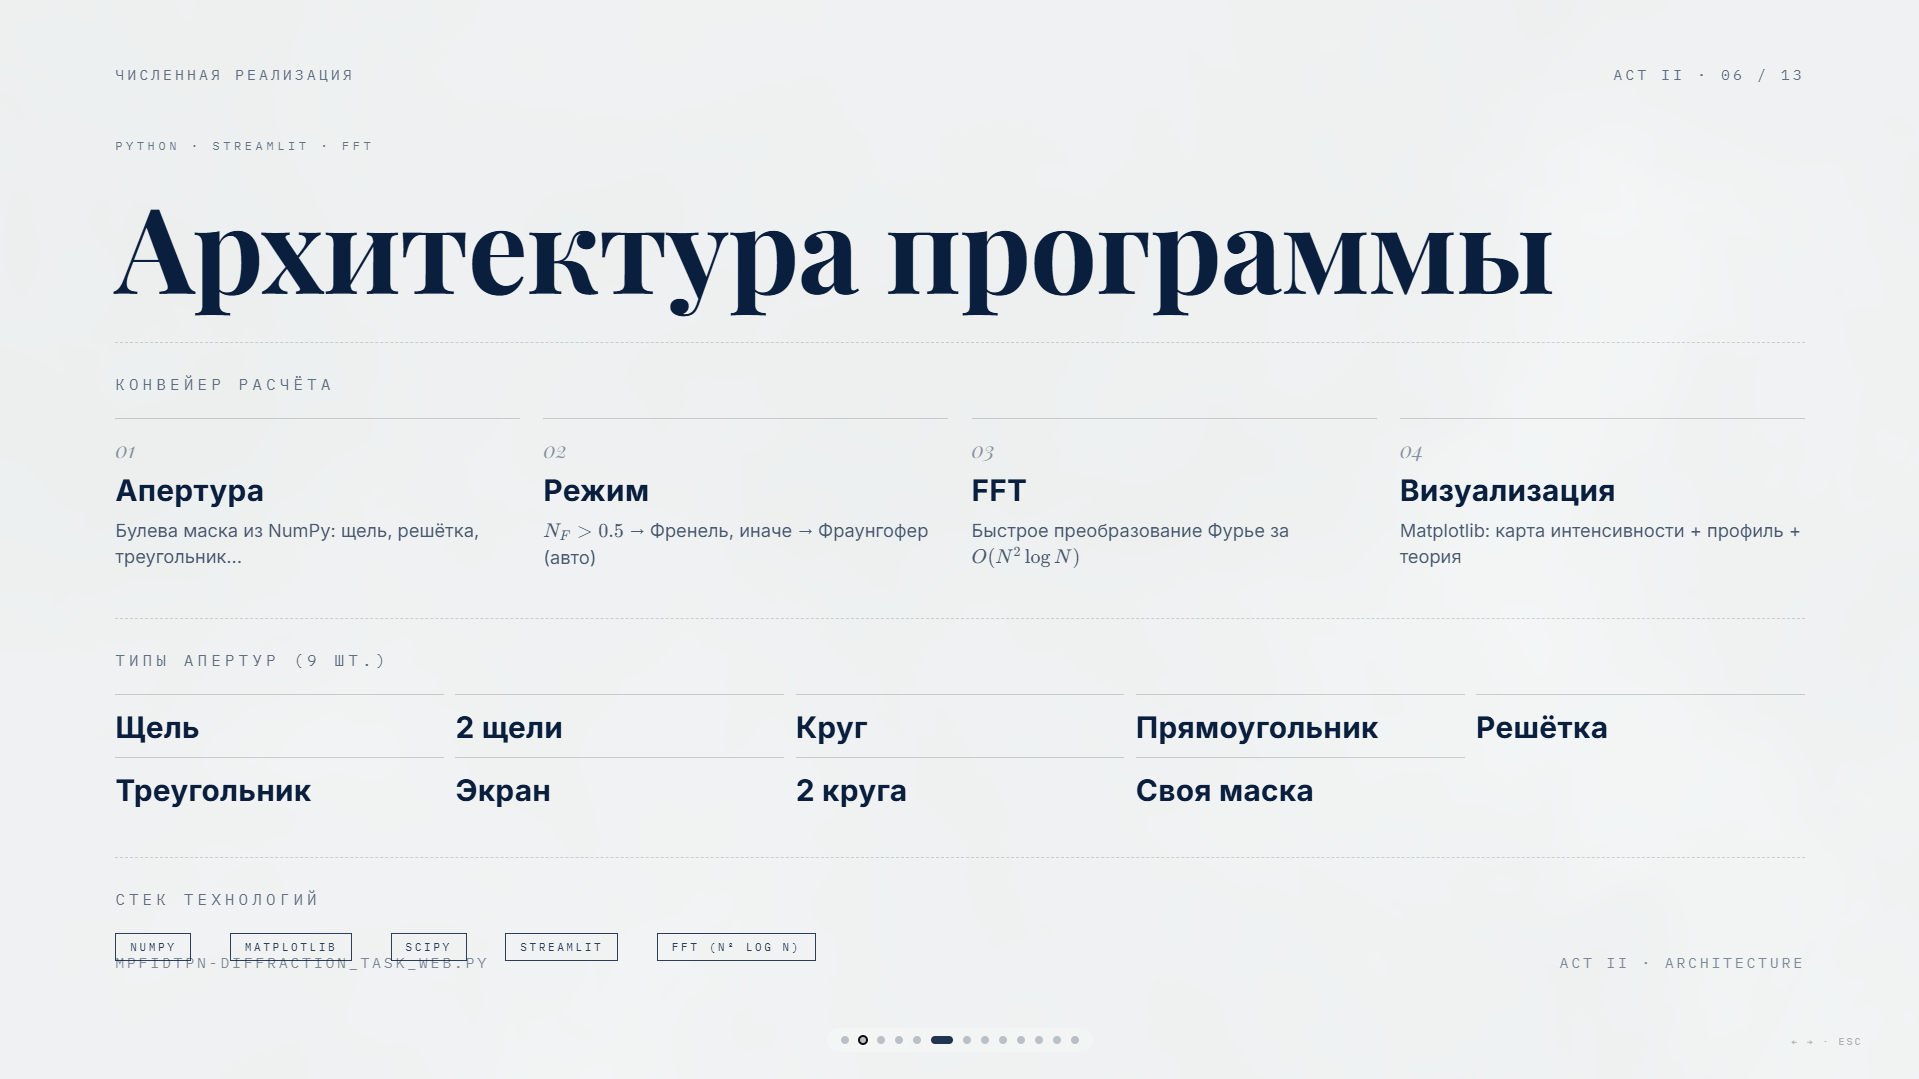 ЧИСЛЕННАЯ РЕАЛИЗАЦИЯ
ACT II · 06 / 13
PYTHON · STREAMLIT · FFT
Архитектура программы
КОНВЕЙЕР РАСЧЁТА
01
Апертура
Булева маска из NumPy: щель, решётка,
треугольник...
02
Режим
N_F > 0.5 → Френель, иначе → Фраунгофер
(авто)
03
FFT
Быстрое преобразование Фурье за
O(N² log N)
04
Визуализация
Matplotlib: карта интенсивности + профиль +
теория
ТИПЫ АПЕРТУР (9 ШТ.)
Щель
2 щели
Круг
Прямоугольник
Решётка
Треугольник
Экран
2 круга
Своя маска
СТЕК ТЕХНОЛОГИЙ
NUMPY
MATPLOTLIB
SCIPY
STREAMLIT
FFT (N² LOG N)
MPFIDTPN-DIFFRACTION_TASK_WEB.PY
ACT II · ARCHITECTURE
← → · ESC